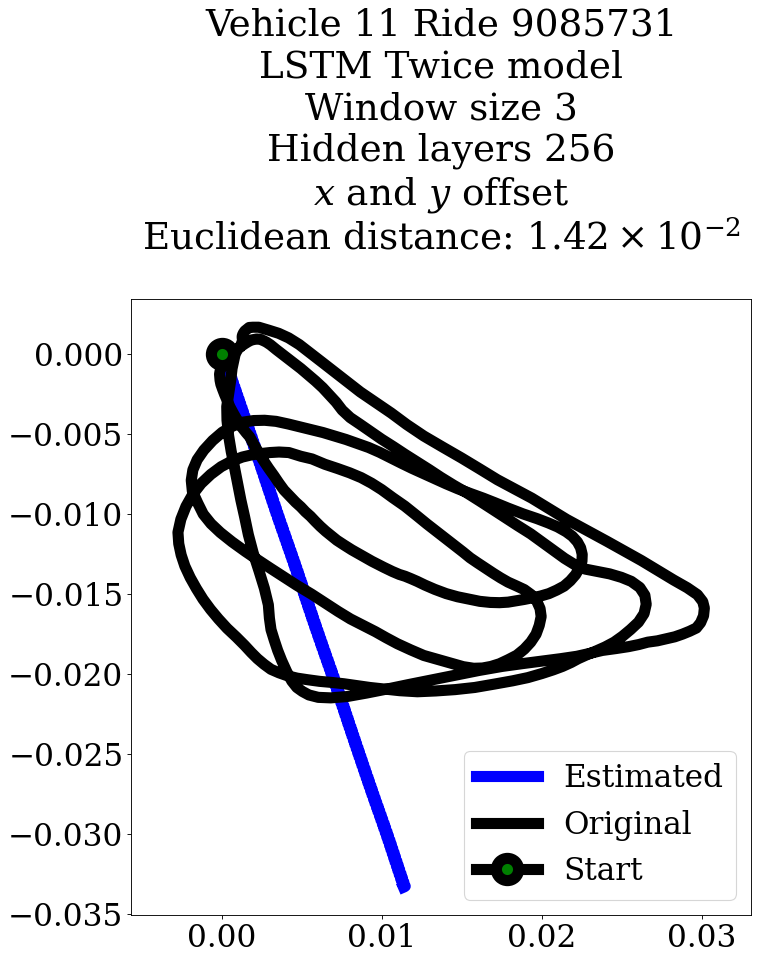 Vehicle 11 Ride 9085731
LSTM Twice model
Window size 3
Hidden layers 256
x and y offset
Euclidean distance: 1.42 × 10⁻²
0.000
−0.005
−0.010
−0.015
−0.020
−0.025
−0.030
−0.035
Estimated
Original
Start
0.00 0.01 0.02 0.03